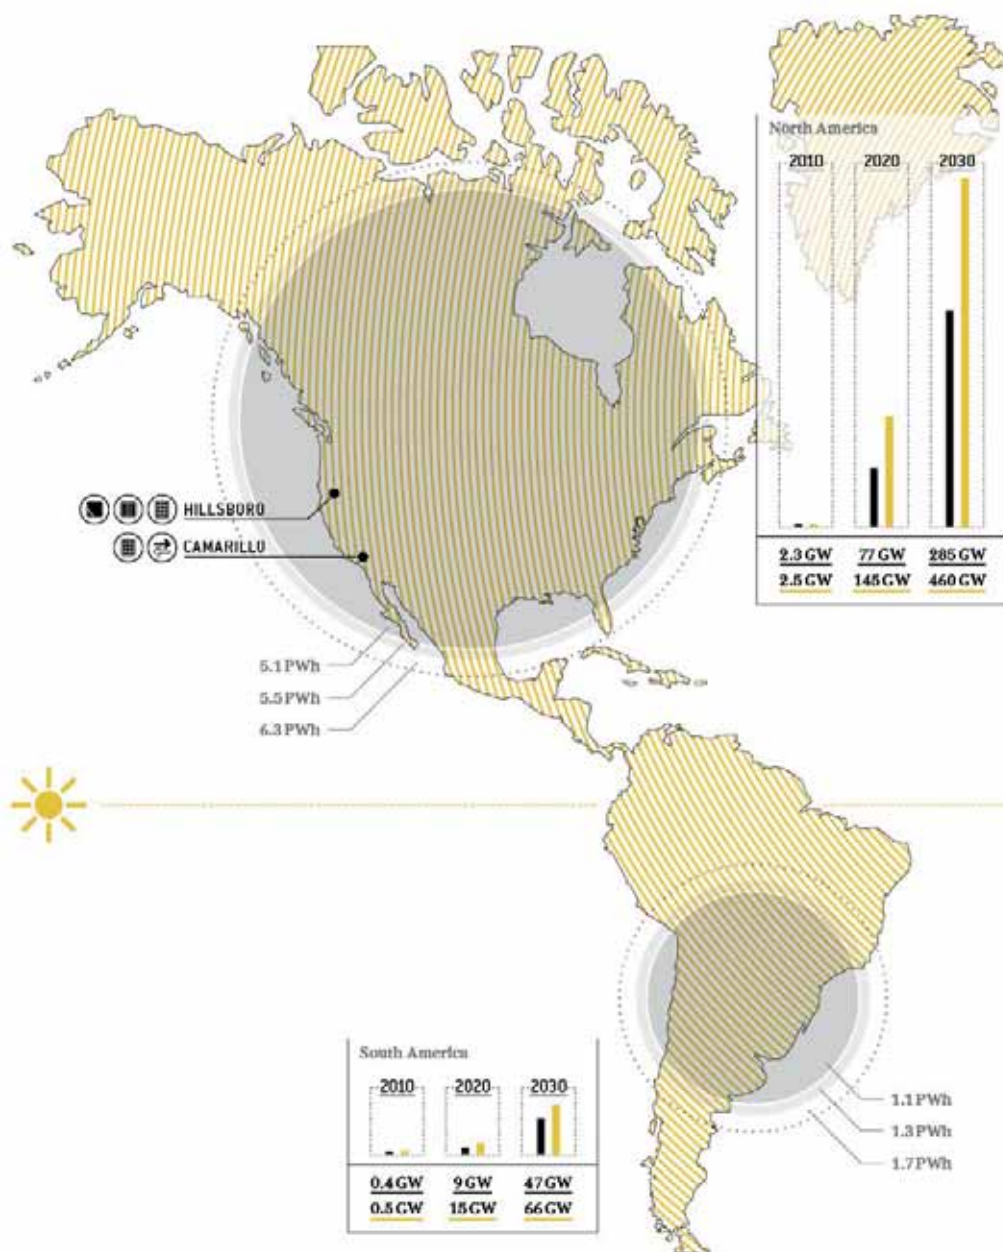 North America
2010 2020 2030
2.3 GW 77 GW 285 GW
2.5 GW 145 GW 460 GW
HILLSBORO
CAMARILLO
5.1 PWh
5.5 PWh
6.3 PWh
South America
2010 2020 2030
0.4 GW 9 GW 47 GW
0.5 GW 15 GW 66 GW
1.1 PWh
1.3 PWh
1.7 PWh